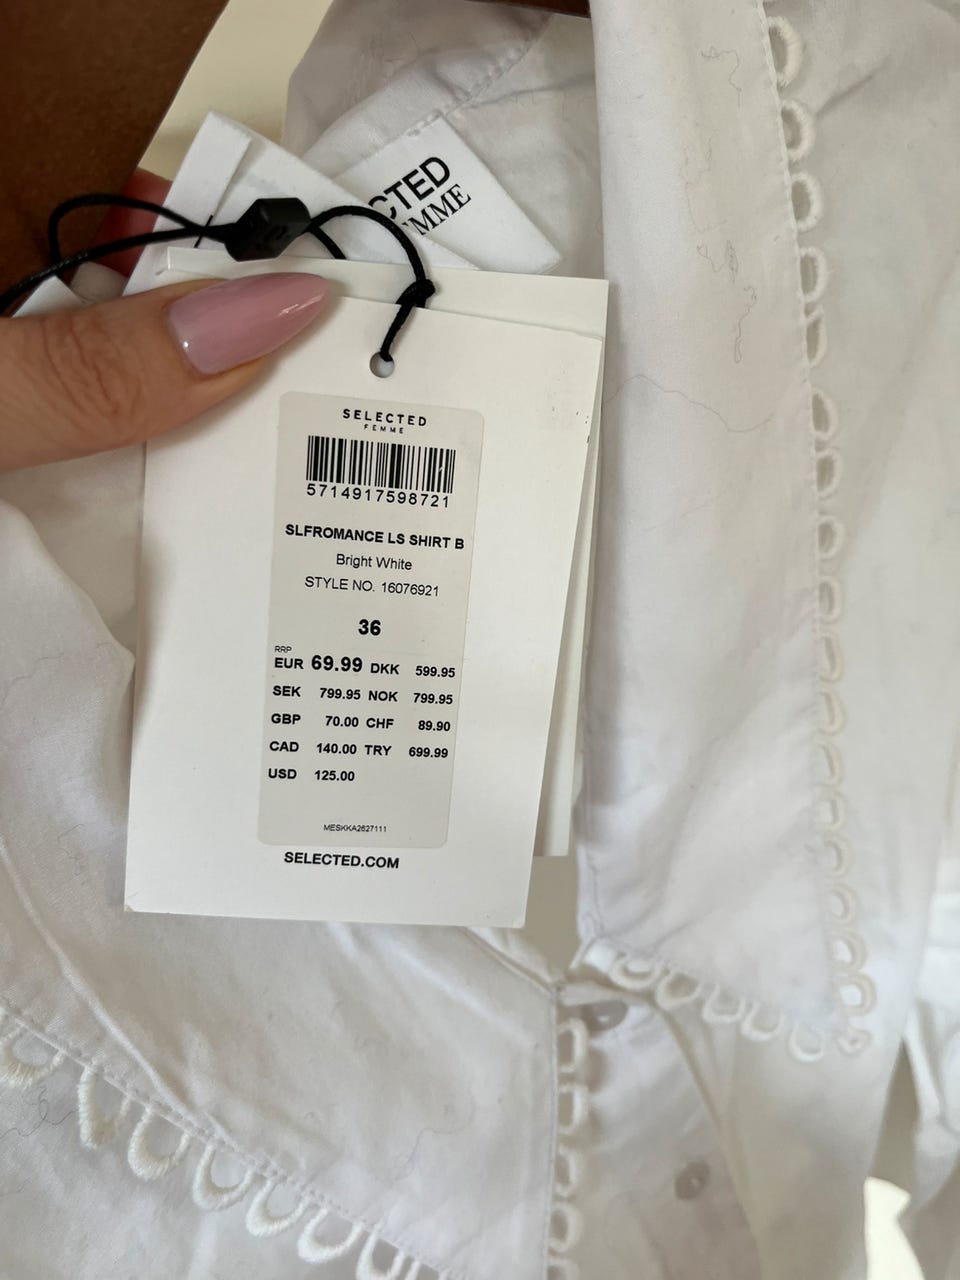 CTED
MME
SELECTED
FEMME
5714917598721
SLFROMANCE LS SHIRT B
Bright White
STYLE NO. 16076921
36
RRP
EUR 69.99 DKK 599.95
SEK 799.95 NOK 799.95
GBP 70.00 CHF 89.90
CAD 140.00 TRY 699.99
USD 125.00
MESKKA2627111
SELECTED.COM